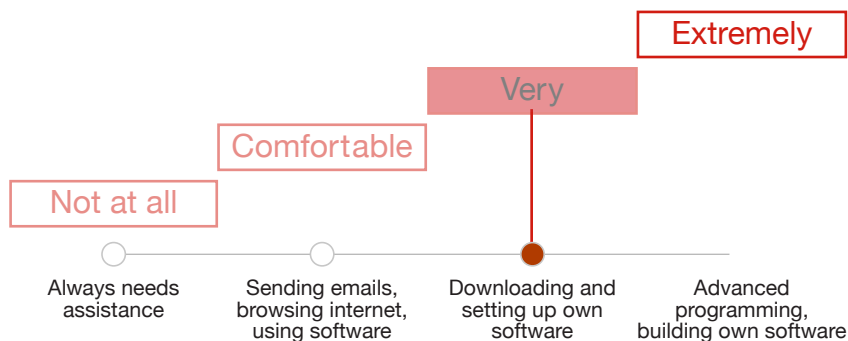 Extremely
Very
Comfortable
Not at all
Always needs
assistance
Sending emails,
browsing internet,
using software
Downloading and
setting up own
software
Advanced
programming,
building own software